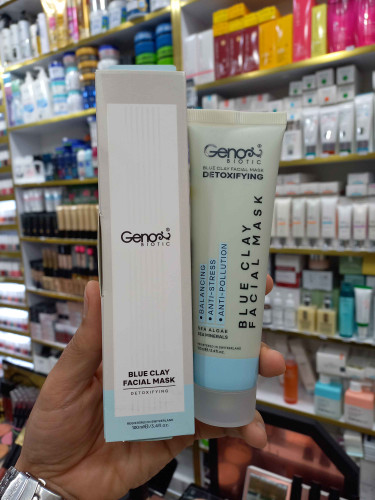 Geno
BIOTIC
BLUE CLAY
FACIAL MASK
DETOXIFYING
Geno
BIOTIC
BLUE CLAY FACIAL MASK
DETOXIFYING
BLUE CLAY
FACIAL MASK
• BALANCING
• ANTI-STRESS
• ANTI-POLLUTION
SEA ALGAE
SEA MINERALS